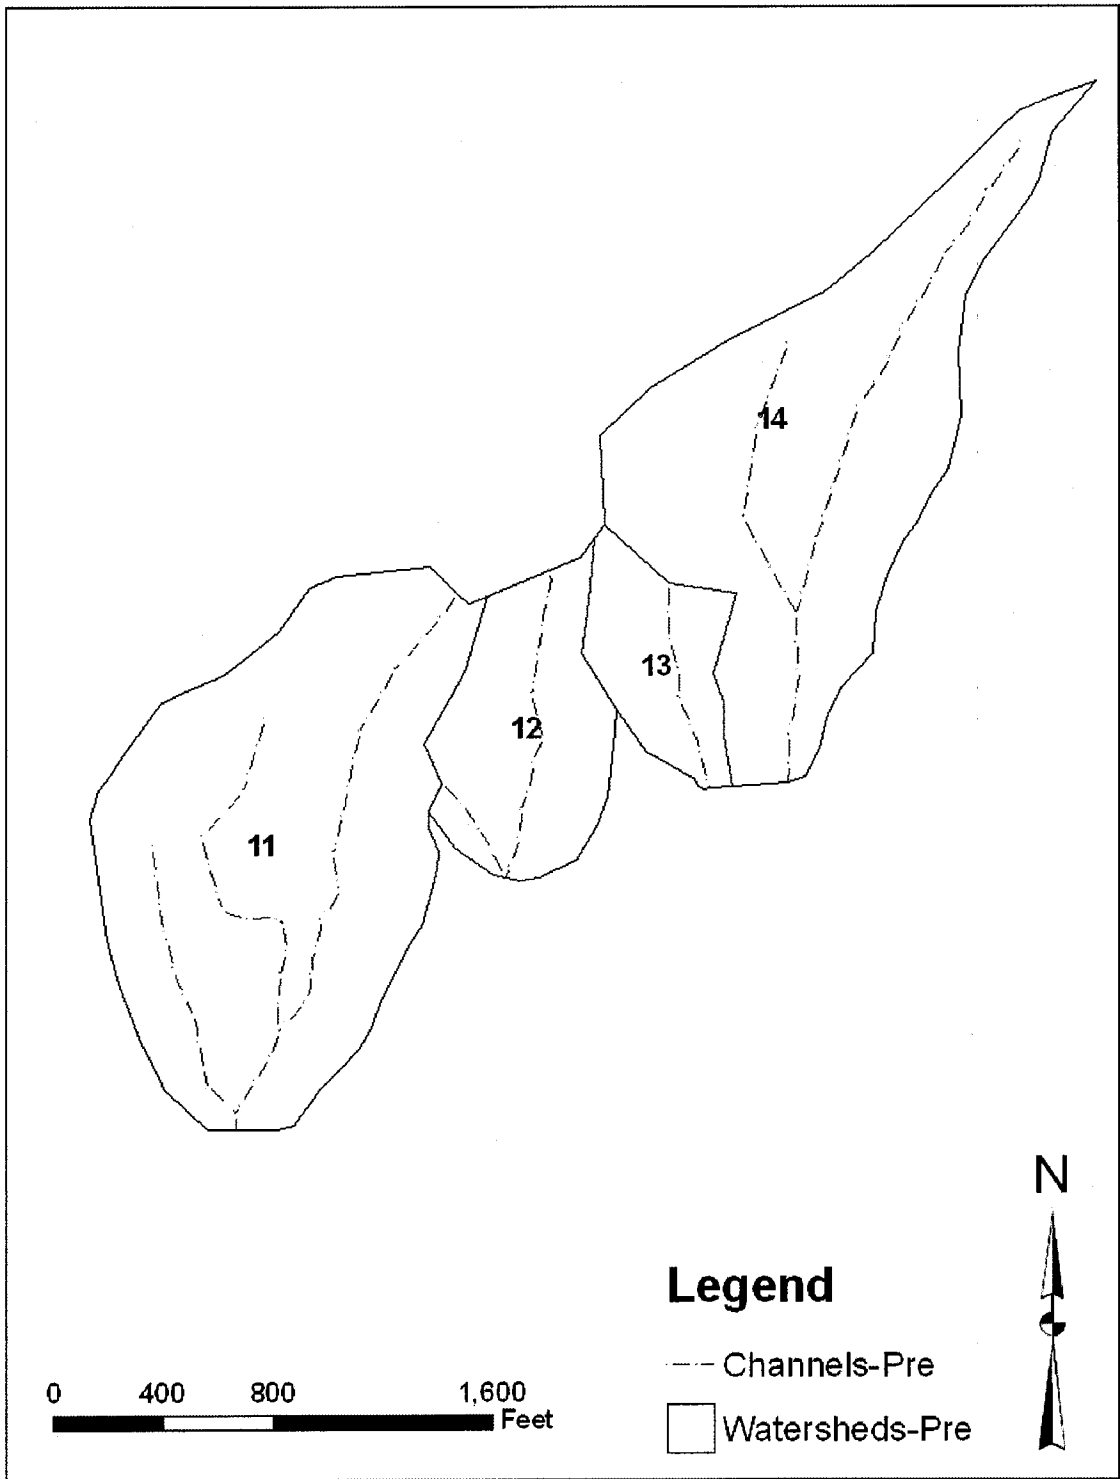 14
13
12
11
N
Legend
Channels-Pre
Watersheds-Pre
0 400 800 1,600
Feet